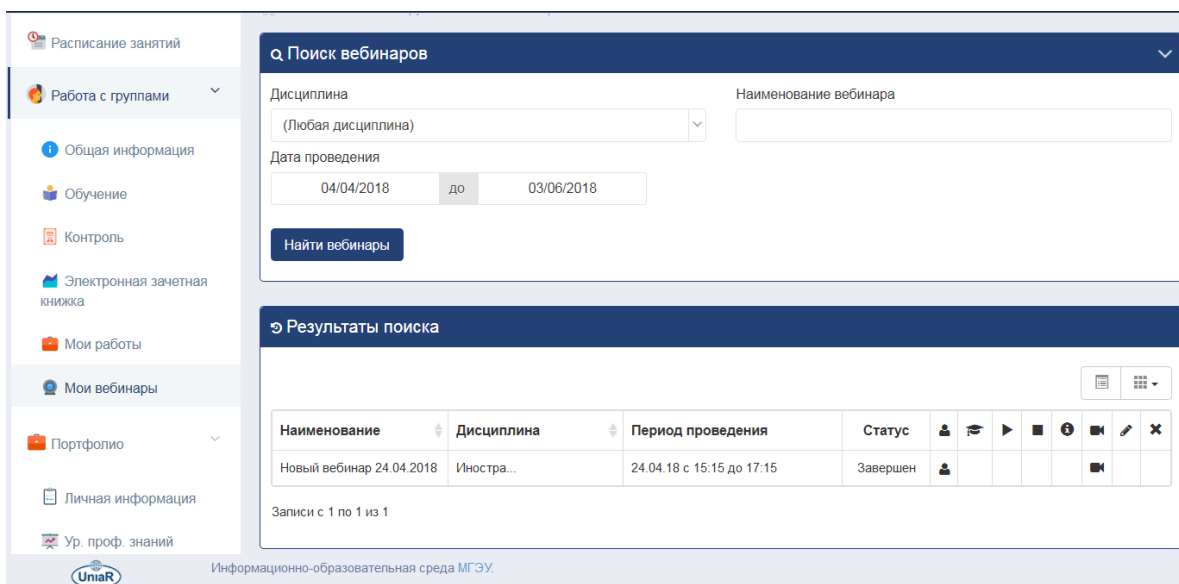 Расписание занятий
Работа с группами
Общая информация
Обучение
Контроль
Электронная зачетная
книжка
Мои работы
Мои вебинары
Портфолио
Личная информация
Ур. проф. знаний
Поиск вебинаров
Дисциплина
Наименование вебинара
(Любая дисциплина)
Дата проведения
04/04/2018 до 03/06/2018
Найти вебинары
Результаты поиска
Наименование Дисциплина Период проведения Статус
Новый вебинар 24.04.2018 Иностра... 24.04.18 с 15:15 до 17:15 Завершен
Записи с 1 по 1 из 1
UniaR
Информационно-образовательная среда МГЭУ.